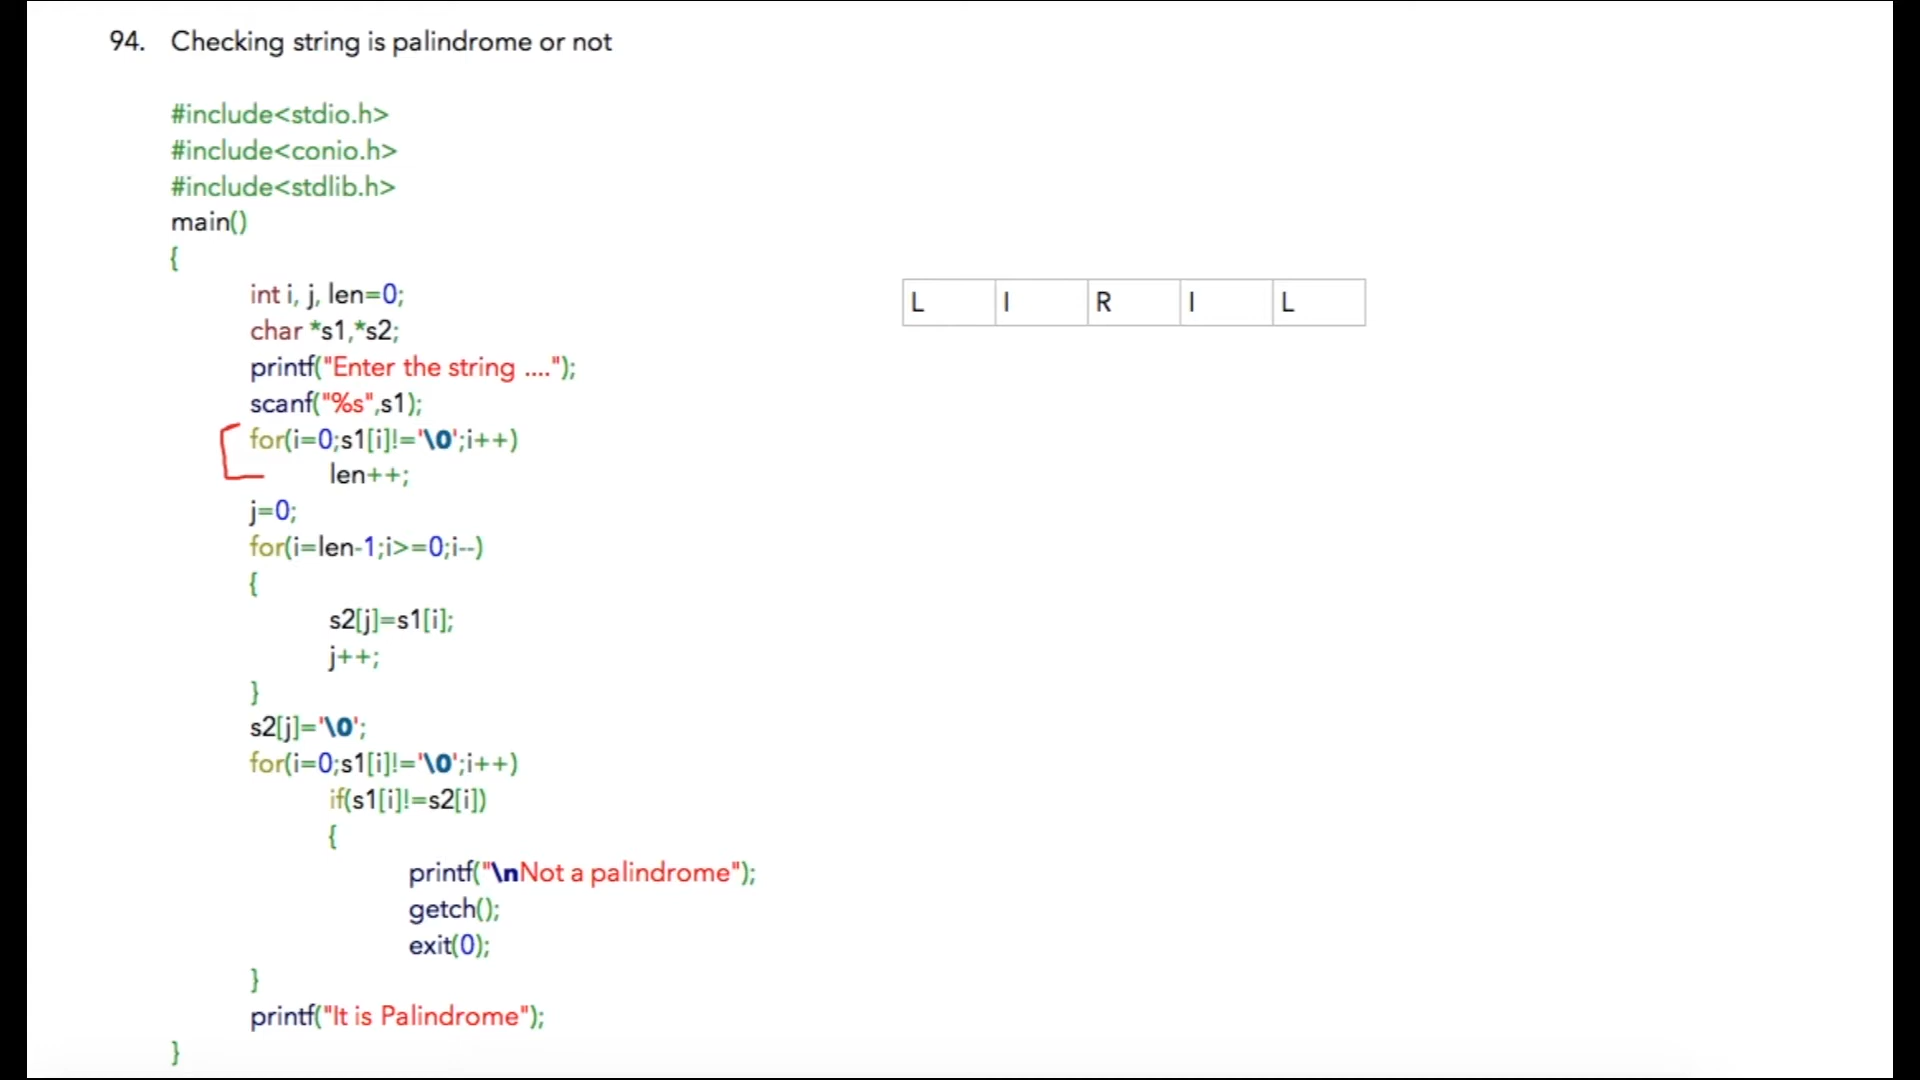 94. Checking string is palindrome or not
#include<stdio.h>
#include<conio.h>
#include<stdlib.h>
main()
{
int i, j, len=0;
char *s1,*s2;
printf("Enter the string ....");
scanf("%s",s1);
for(i=0;s1[i]!='\0';i++)
len++;
j=0;
for(i=len-1;i>=0;i--)
{
s2[j]=s1[i];
j++;
}
s2[j]='\0';
for(i=0;s1[i]!='\0';i++)
if(s1[i]!=s2[i])
{
printf("\nNot a palindrome");
getch();
exit(0);
}
printf("It is Palindrome");
}
L I R I L